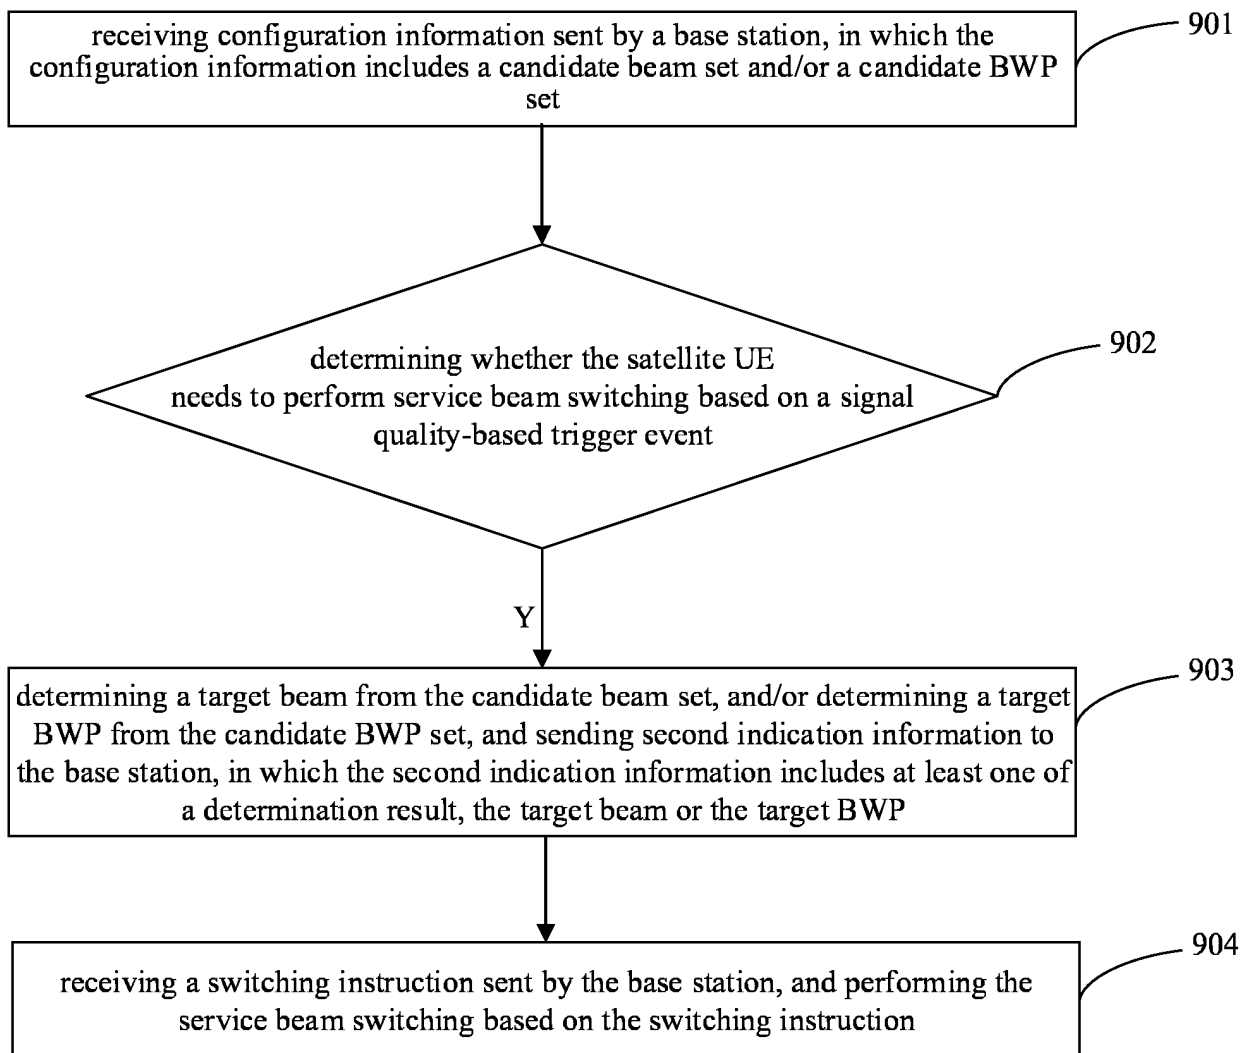 receiving configuration information sent by a base station, in which the
configuration information includes a candidate beam set and/or a candidate BWP
set
901
determining whether the satellite UE
needs to perform service beam switching based on a signal
quality-based trigger event
902
Y
determining a target beam from the candidate beam set, and/or determining a target
BWP from the candidate BWP set, and sending second indication information to
the base station, in which the second indication information includes at least one of
a determination result, the target beam or the target BWP
903
receiving a switching instruction sent by the base station, and performing the
service beam switching based on the switching instruction
904